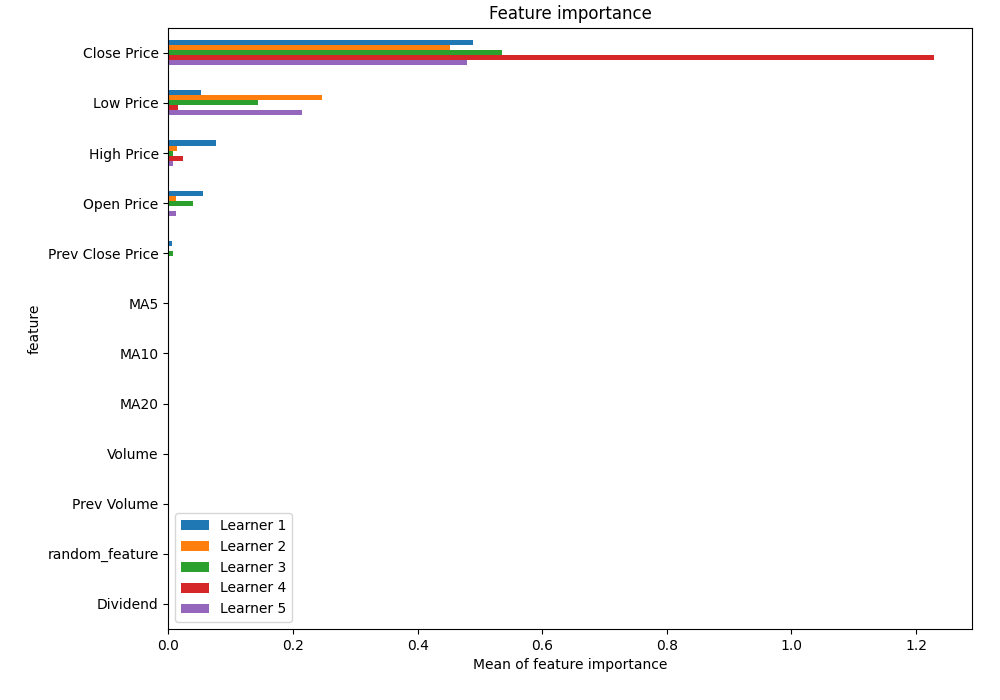 Feature importance
Close Price
Low Price
High Price
Open Price
Prev Close Price
MA5
MA10
MA20
Volume
Prev Volume
random_feature
Dividend
feature
Learner 1
Learner 2
Learner 3
Learner 4
Learner 5
0.0 0.2 0.4 0.6 0.8 1.0 1.2
Mean of feature importance